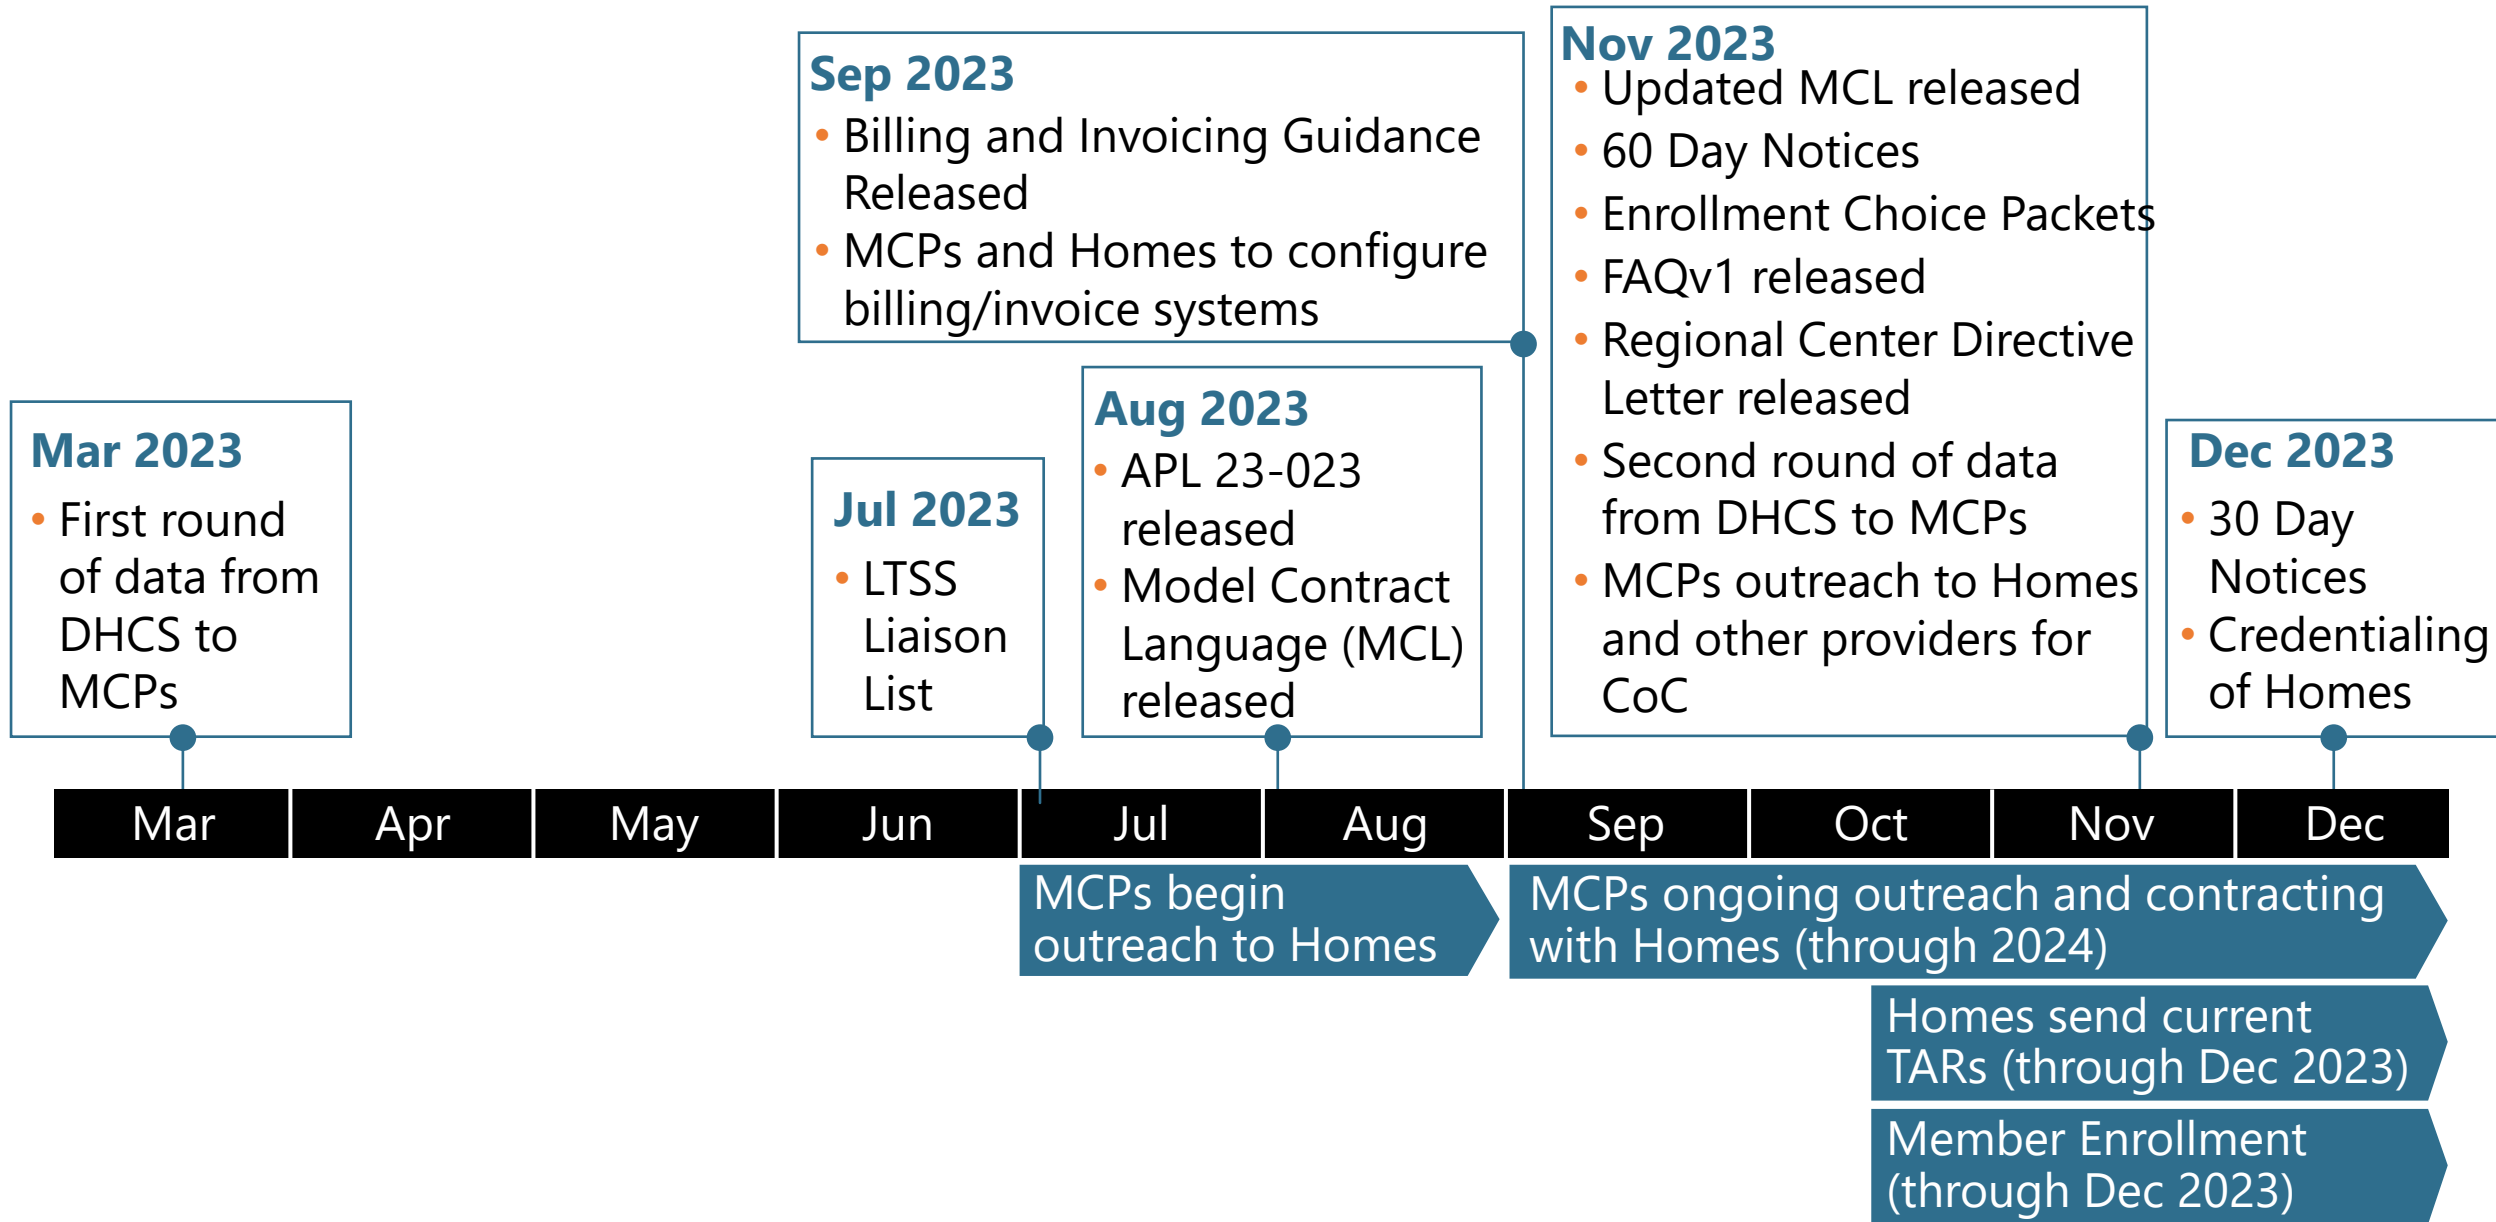 Mar 2023
• First round
of data from
DHCS to
MCPs
Jul 2023
• LTSS
Liaison
List
Sep 2023
• Billing and Invoicing Guidance
Released
• MCPs and Homes to configure
billing/invoice systems
Aug 2023
• APL 23-023
released
• Model Contract
Language (MCL)
released
Nov 2023
• Updated MCL released
• 60 Day Notices
• Enrollment Choice Packets
• FAQv1 released
• Regional Center Directive
Letter released
• Second round of data
from DHCS to MCPs
• MCPs outreach to Homes
and other providers for
CoC
Dec 2023
• 30 Day
Notices
• Credentialing
of Homes
Mar Apr May Jun Jul Aug Sep Oct Nov Dec
MCPs begin
outreach to Homes
MCPs ongoing outreach and contracting
with Homes (through 2024)
Homes send current
TARs (through Dec 2023)
Member Enrollment
(through Dec 2023)